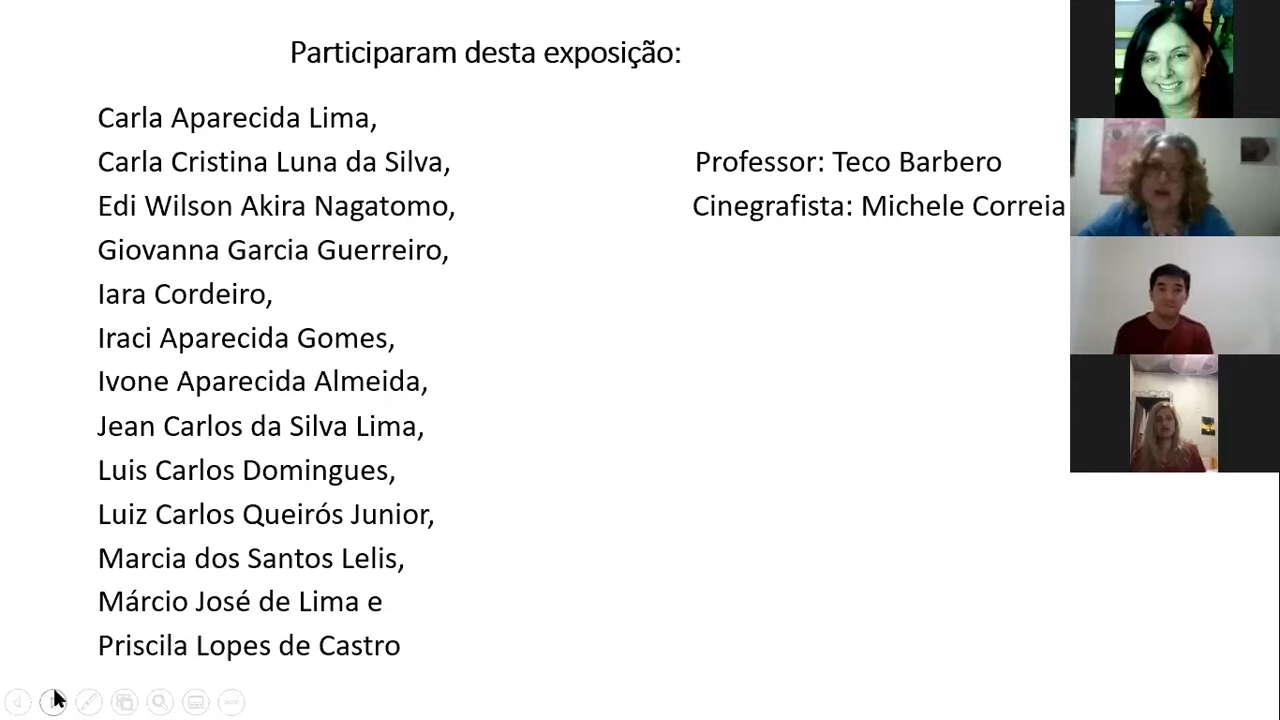 Participaram desta exposição:
Carla Aparecida Lima,
Carla Cristina Luna da Silva,
Edi Wilson Akira Nagatomo,
Giovanna Garcia Guerreiro,
Iara Cordeiro,
Iraci Aparecida Gomes,
Ivone Aparecida Almeida,
Jean Carlos da Silva Lima,
Luis Carlos Domingues,
Luiz Carlos Queirós Junior,
Marcia dos Santos Lelis,
Márcio José de Lima e
Priscila Lopes de Castro
Professor: Teco Barbero
Cinegrafista: Michele Correia